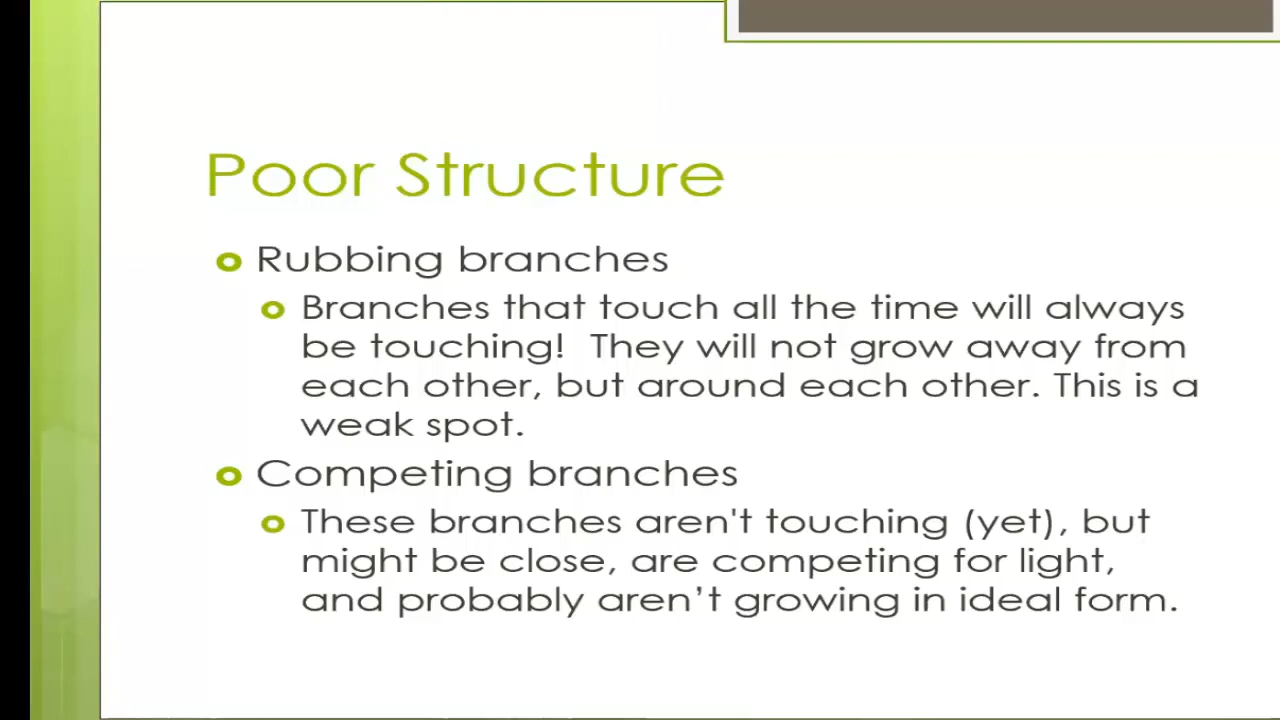 Poor Structure
Rubbing branches
Branches that touch all the time will always
be touching!  They will not grow away from
each other, but around each other. This is a
weak spot.
Competing branches
These branches aren't touching (yet), but
might be close, are competing for light,
and probably aren’t growing in ideal form.